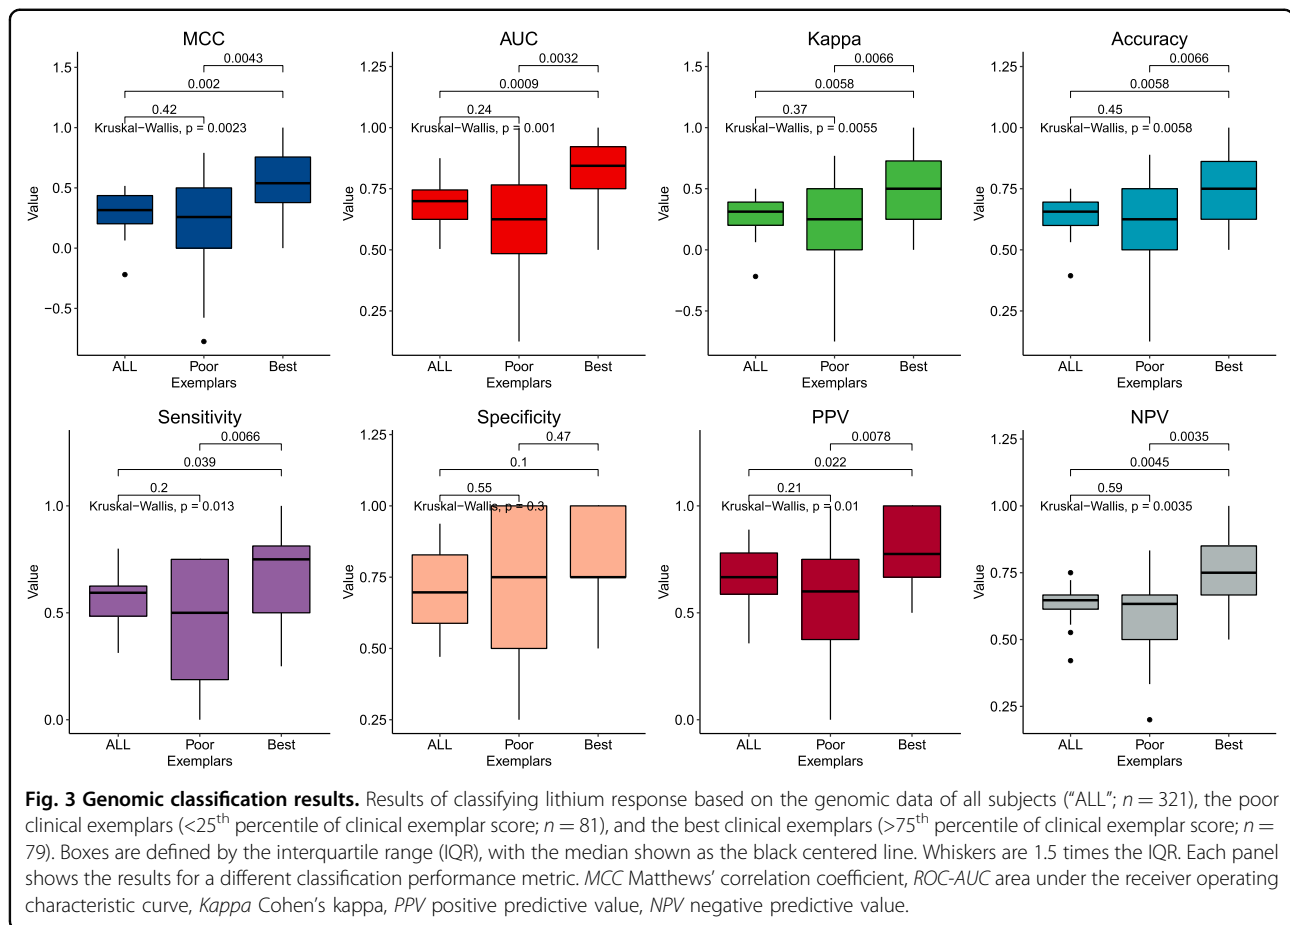 MCC
AUC
Kappa
Accuracy
0.0043
0.002
0.42
Kruskal−Wallis, p = 0.0023
1.5
1.0
0.5
0.0
−0.5
Value
ALL
Poor
Best
Exemplars
0.0032
0.0009
0.24
Kruskal−Wallis, p = 0.001
1.25
1.00
0.75
0.50
0.25
Value
ALL
Poor
Best
Exemplars
0.0066
0.0058
0.37
Kruskal−Wallis, p = 0.0055
1.5
1.0
0.5
0.0
−0.5
Value
ALL
Poor
Best
Exemplars
0.0066
0.0058
0.45
Kruskal−Wallis, p = 0.0058
1.25
1.00
0.75
0.50
0.25
Value
ALL
Poor
Best
Exemplars
Sensitivity
Specificity
PPV
NPV
0.0066
0.039
0.2
Kruskal−Wallis, p = 0.013
1.0
0.5
0.0
Value
ALL
Poor
Best
Exemplars
0.47
0.1
0.55
Kruskal−Wallis, p = 0.3
1.25
1.00
0.75
0.50
0.25
Value
ALL
Poor
Best
Exemplars
0.0078
0.022
0.21
Kruskal−Wallis, p = 0.01
1.0
0.5
0.0
Value
ALL
Poor
Best
Exemplars
0.0035
0.0045
0.59
Kruskal−Wallis, p = 0.0035
1.25
1.00
0.75
0.50
0.25
Value
ALL
Poor
Best
Exemplars
Fig. 3 Genomic classification results. Results of classifying lithium response based on the genomic data of all subjects (“ALL”; n = 321), the poor
clinical exemplars (<25th percentile of clinical exemplar score; n = 81), and the best clinical exemplars (>75th percentile of clinical exemplar score; n =
79). Boxes are defined by the interquartile range (IQR), with the median shown as the black centered line. Whiskers are 1.5 times the IQR. Each panel
shows the results for a different classification performance metric. MCC Matthews’ correlation coefficient, ROC-AUC area under the receiver operating
characteristic curve, Kappa Cohen’s kappa, PPV positive predictive value, NPV negative predictive value.